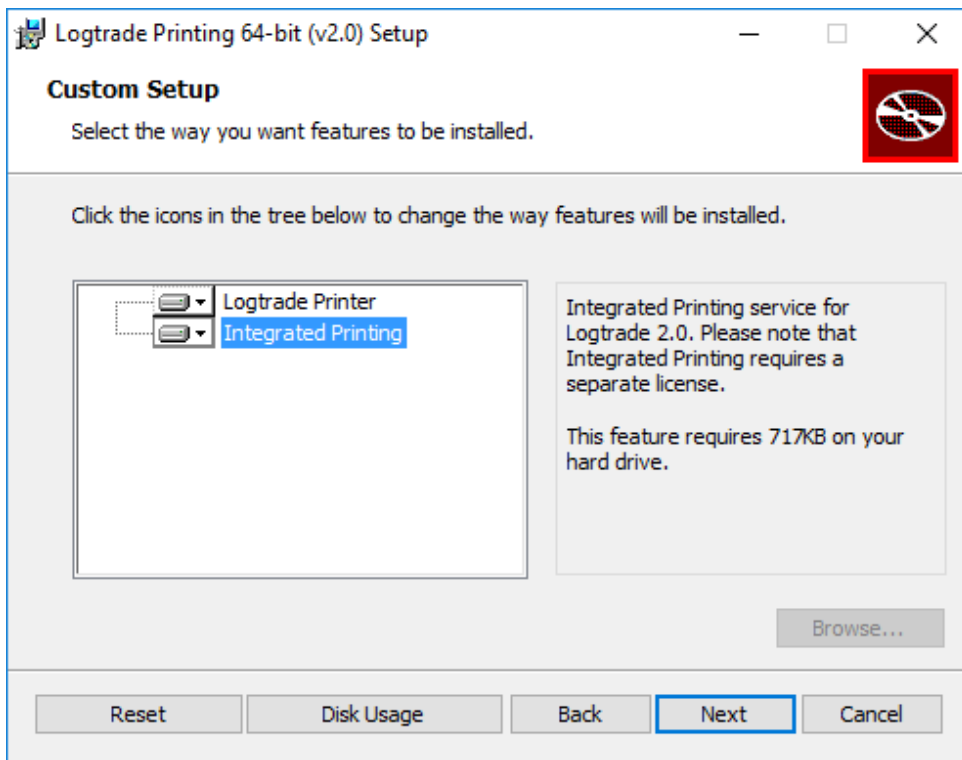 Logtrade Printing 64-bit (v2.0) Setup
Custom Setup
Select the way you want features to be installed.
Click the icons in the tree below to change the way features will be installed.
Logtrade Printer
Integrated Printing
Integrated Printing service for
Logtrade 2.0. Please note that
Integrated Printing requires a
separate license.
This feature requires 717KB on your
hard drive.
Browse...
Reset
Disk Usage
Back
Next
Cancel